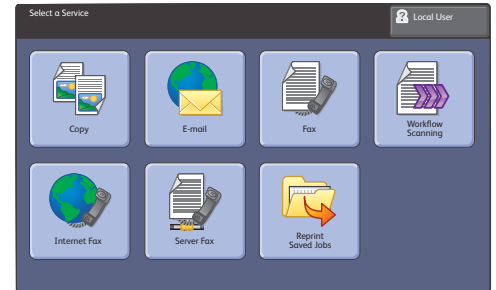 Select a Service
Local User
Copy
E-mail
Fax
Workflow
Scanning
Internet Fax
Server Fax
Reprint
Saved Jobs